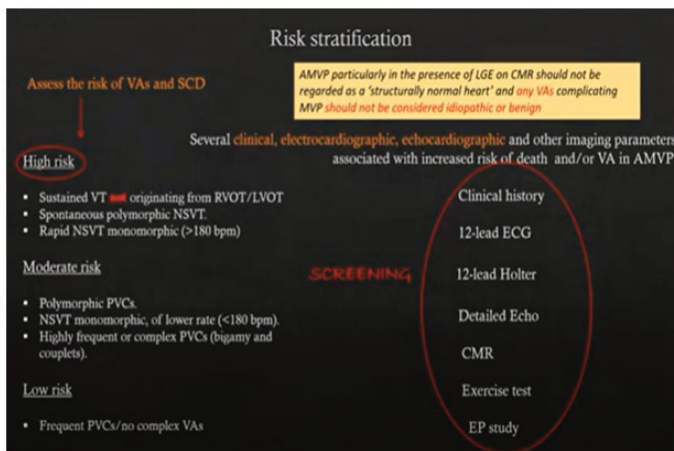 Risk stratification
Assess the risk of VAs and SCD
AMVP particularly in the presence of LGE on CMR should not be
regarded as a 'structurally normal heart' and any VAs complicating
MVP should not be considered idiopathic or benign
Several clinical, electrocardiographic, echocardiographic and other imaging parameters
associated with increased risk of death and/or VA in AMVP
High risk
▪ Sustained VT originating from RVOT/LVOT
▪ Spontaneous polymorphic NSVT.
▪ Rapid NSVT monomorphic (>180 bpm)
Moderate risk
▪ Polymorphic PVCs.
▪ NSVT monomorphic, of lower rate (<180 bpm).
▪ Highly frequent or complex PVCs (bigamy and
couplets).
Low risk
▪ Frequent PVCs/no complex VAs
SCREENING
Clinical history
12-lead ECG
12-lead Holter
Detailed Echo
CMR
Exercise test
EP study